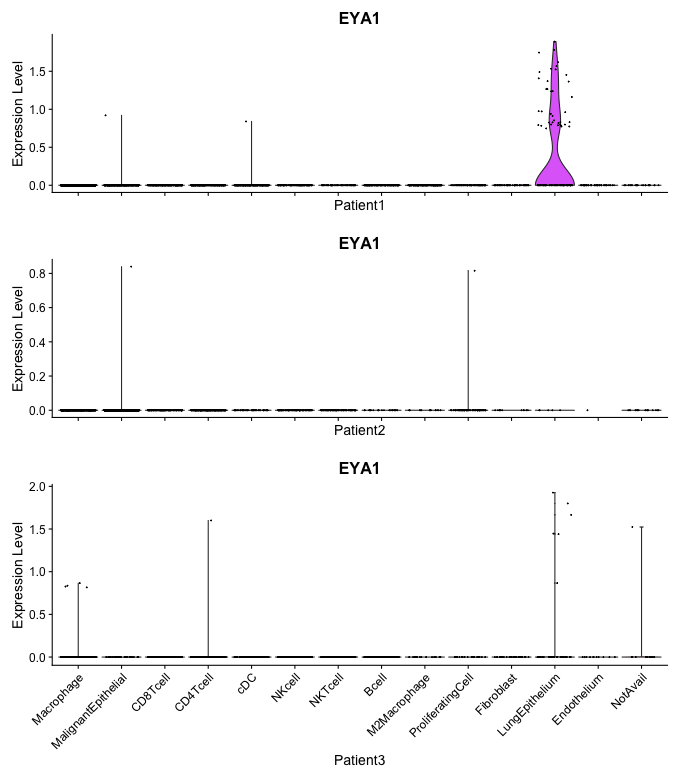 EYA1
Expression Level
1.5
1.0
0.5
0.0
Patient1
EYA1
Expression Level
0.8
0.6
0.4
0.2
0.0
Patient2
EYA1
Expression Level
2.0
1.5
1.0
0.5
0.0
Macrophage
MalignantEpithelial
CD8Tcell
CD4Tcell
cDC
NKcell
NKTcell
Bcell
M2Macrophage
ProliferatingCell
Fibroblast
LungEpithelium
Endothelium
NotAvail
Patient3